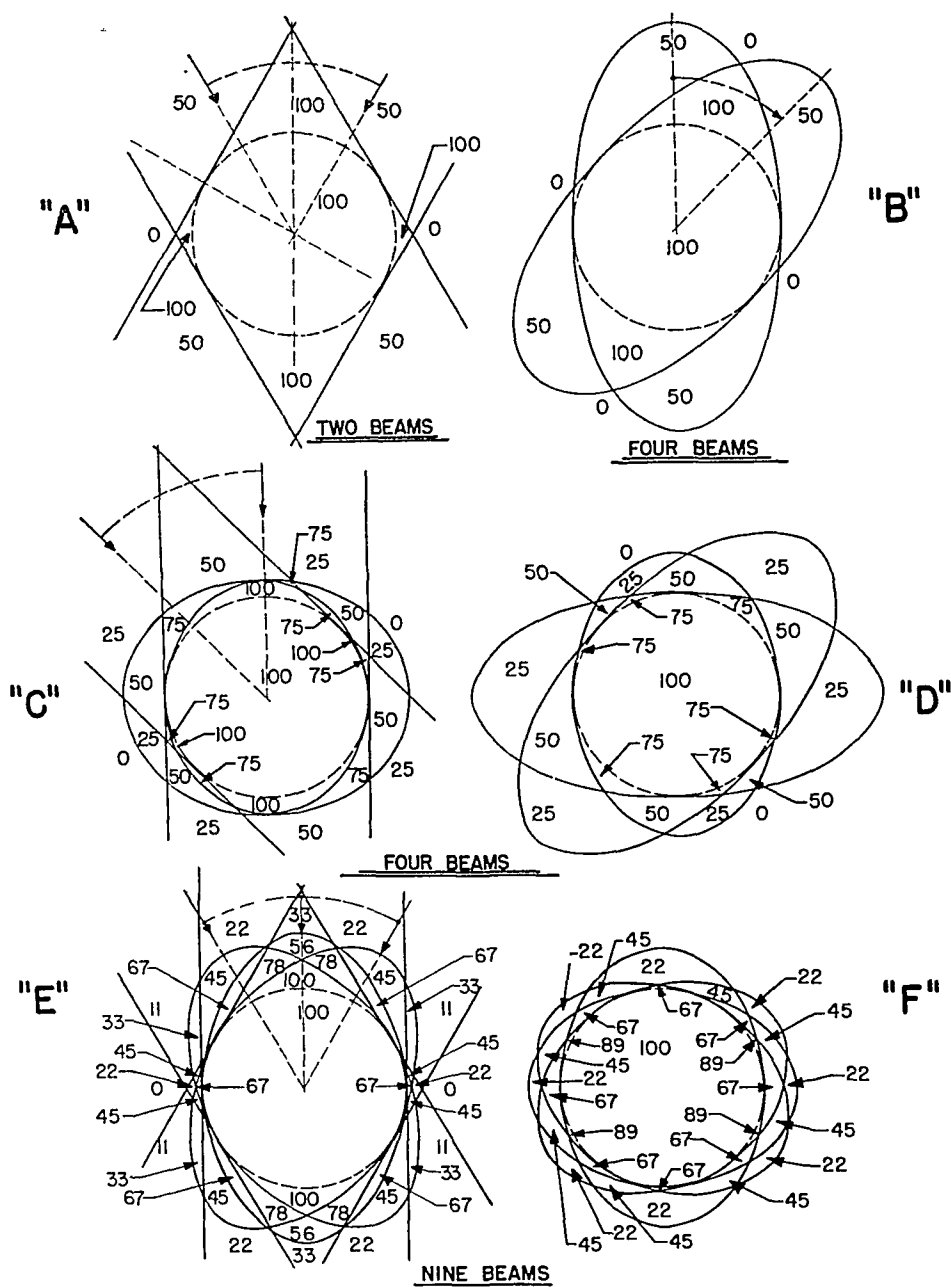 50 0
50 100 50 100 50
100
"A" 100 "B"
0 0 0
100
100 0
50 50 50 100
100 50
0
TWO BEAMS
FOUR BEAMS
75
50 25 0
100 50 25 50 25
25 75 75 50 0 75 75 50
100
50 100 75 25 75
"C" 25 100 25 "D"
75 50 100 75
25 100 50 50 75 75
0 50 75 75 25
100 25 50 25 25 50
25 50 0
FOUR BEAMS
33
22 22
56
67 78 78 67 -22 45
45 45 22
"E" 100 45 22 "F"
11 100 33 67 67
33 11 67 45
45 45 89 100 89
22 0 67 67 0 22 45 67 22
45 45 22
67 45
11 11 89 89
33 33 45 67 67 22
67 45 100 45 67 67
78 78 22 45
22 56 22 45 22 45
33
NINE BEAMS